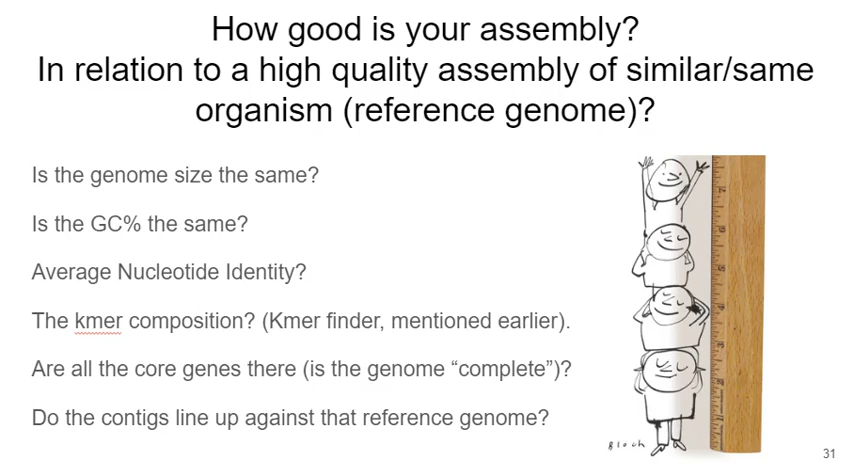 How good is your assembly?
In relation to a high quality assembly of similar/same
organism (reference genome)?
Is the genome size the same?
Is the GC% the same?
Average Nucleotide Identity?
The kmer composition? (Kmer finder, mentioned earlier).
Are all the core genes there (is the genome “complete”)?
Do the contigs line up against that reference genome?
Bloch
31